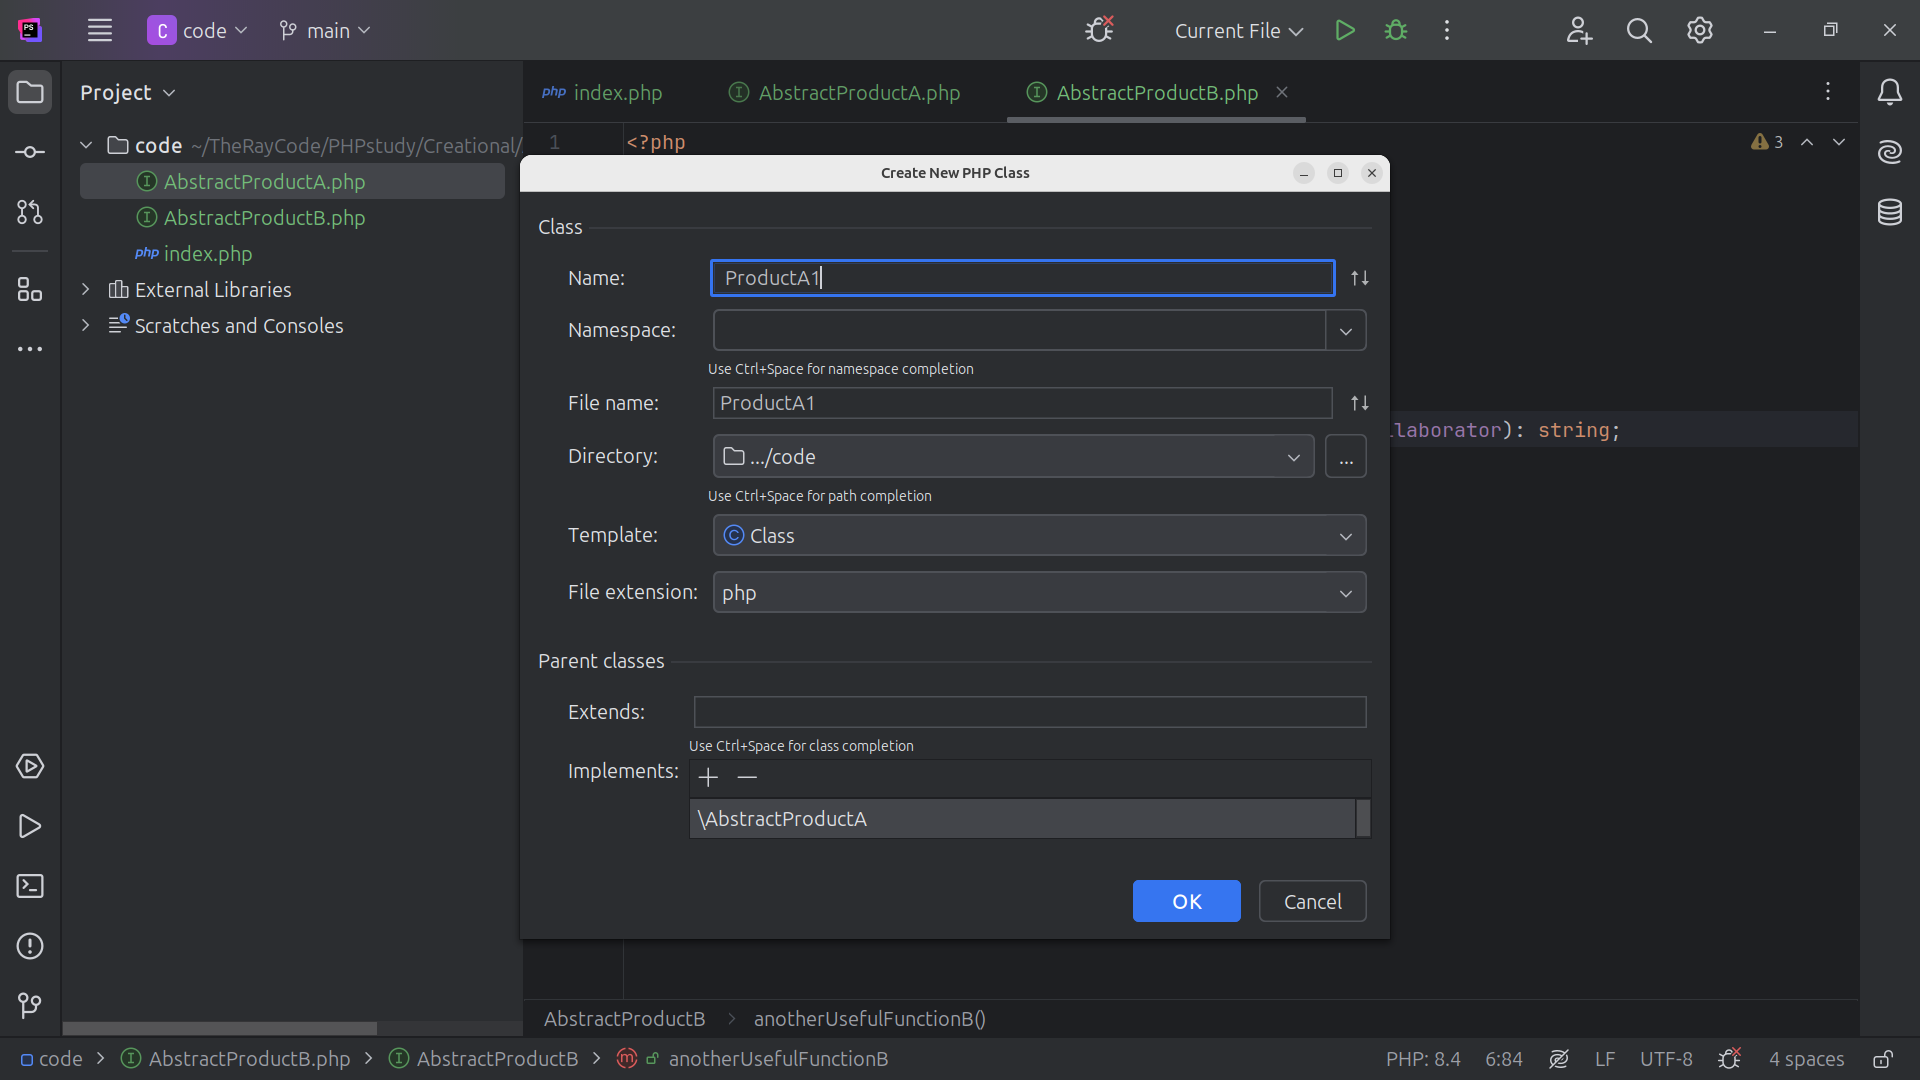 PS
C code
main
Current File
Project
php index.php
AbstractProductA.php
AbstractProductB.php
code ~/TheRayCode/PHPstudy/Creational/
AbstractProductA.php
AbstractProductB.php
php index.php
External Libraries
Scratches and Consoles
1
<?php
3
laborator): string;
Create New PHP Class
Class
Name:
ProductA1
Namespace:
Use Ctrl+Space for namespace completion
File name:
ProductA1
Directory:
.../code
...
Use Ctrl+Space for path completion
Template:
C Class
File extension:
php
Parent classes
Extends:
Use Ctrl+Space for class completion
Implements:
\AbstractProductA
OK
Cancel
AbstractProductB > anotherUsefulFunctionB()
code > AbstractProductB.php > AbstractProductB > m anotherUsefulFunctionB
PHP: 8.4
6:84
LF
UTF-8
4 spaces